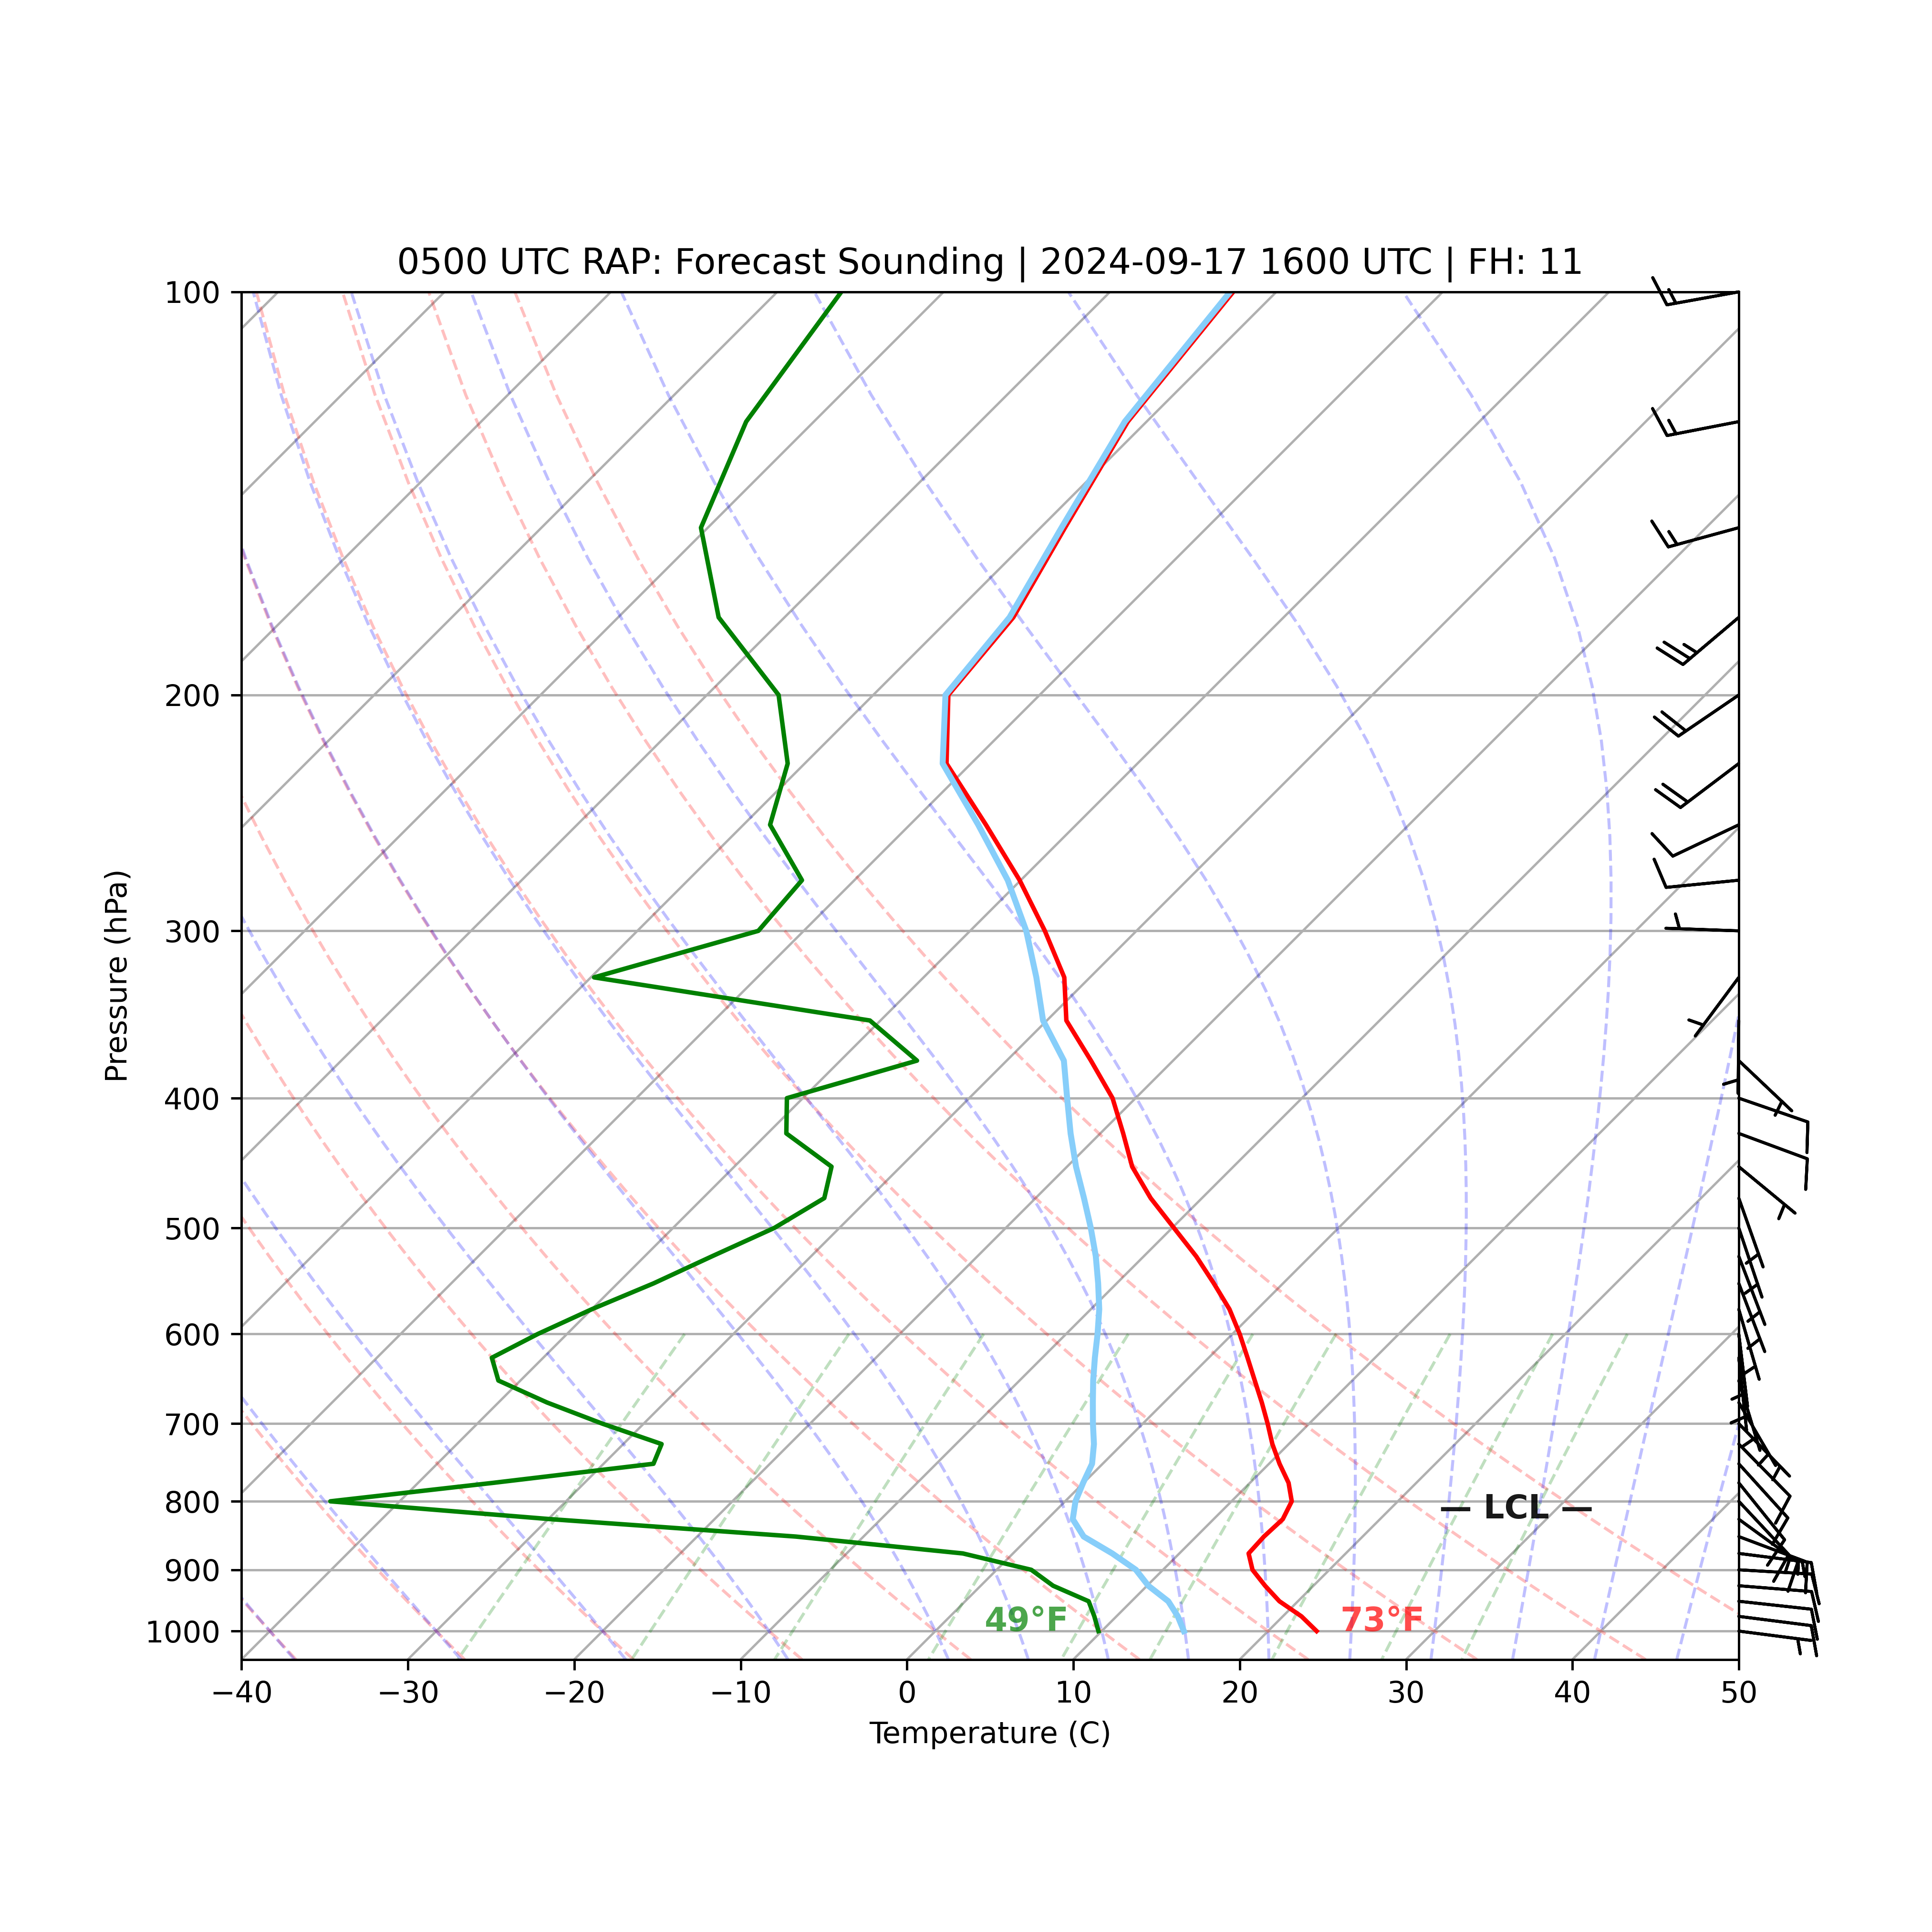 0500 UTC RAP: Forecast Sounding | 2024-09-17 1600 UTC | FH: 11
100
200
300
400
500
600
700
800
900
1000
Pressure (hPa)
— LCL —
49°F
73°F
−40 −30 −20 −10 0 10 20 30 40 50
Temperature (C)